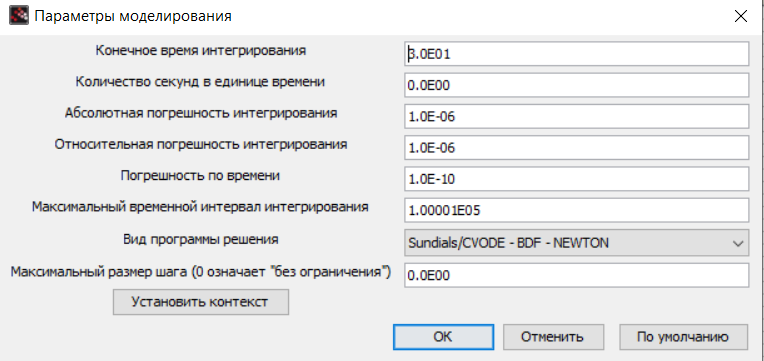 Параметры моделирования
Конечное время интегрирования 3.0E01
Количество секунд в единице времени 0.0E00
Абсолютная погрешность интегрирования 1.0E-06
Относительная погрешность интегрирования 1.0E-06
Погрешность по времени 1.0E-10
Максимальный временной интервал интегрирования 1.00001E05
Вид программы решения Sundials/CVODE - BDF - NEWTON
Максимальный размер шага (0 означает "без ограничения") 0.0E00
Установить контекст
OK Отменить По умолчанию